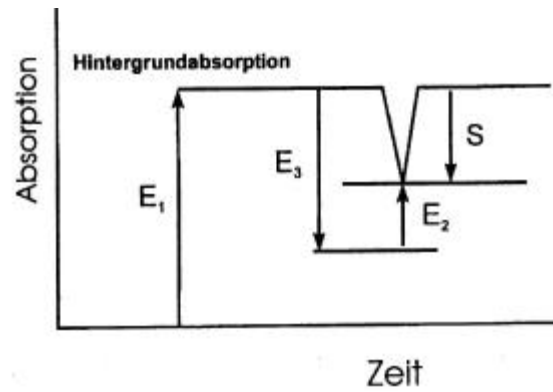 Hintergrundabsorption
Absorption
E₁
E₃
S
E₂
Zeit